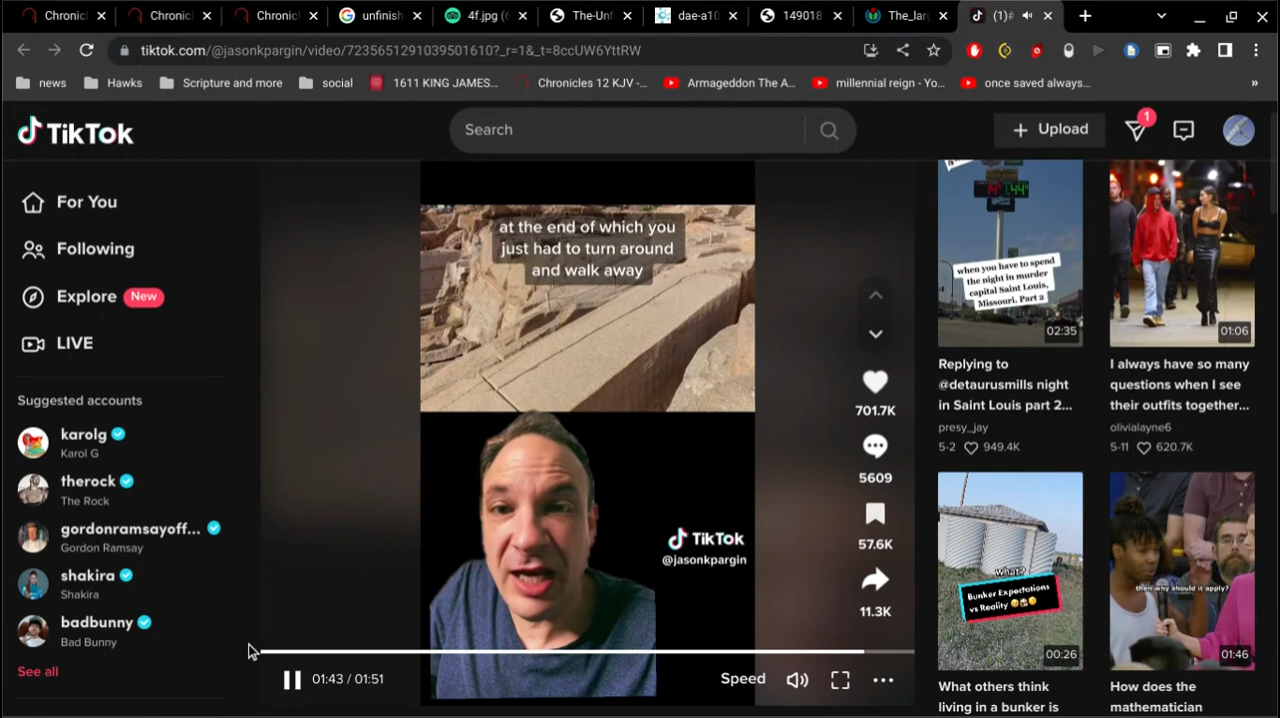 Chronic
Chronic
Chronic
unfinish
4f.jpg (
The-Unf
dae-a10
149018
The_lar
(1)#
tiktok.com/@jasonkpargin/video/7235651291039501610?_r=1&_t=8ccUW6YttRW
news
Hawks
Scripture and more
social
1611 KING JAMES...
Chronicles 12 KJV -...
Armageddon The A...
millennial reign - Yo...
once saved always...
»
TikTok
Search
+ Upload
1
For You
Following
Explore New
LIVE
Suggested accounts
karolg
Karol G
therock
The Rock
gordonramsayoff...
Gordon Ramsay
shakira
Shakira
badbunny
Bad Bunny
See all
at the end of which you
just had to turn around
and walk away
TikTok
@jasonkpargin
701.7K
5609
57.6K
11.3K
01:43 / 01:51
Speed
when you have to spend
the night in murder
capital Saint Louis,
Missouri. Part 2
02:35
Replying to
@detaurusmills night
in Saint Louis part 2...
presy_jay
5-2 949.4K
01:06
I always have so many
questions when I see
their outfits together...
olivialayne6
5-11 620.7K
What?
Bunker Expectations
vs Reality
00:26
What others think
living in a bunker is
then why should it apply?
01:46
How does the
mathematician